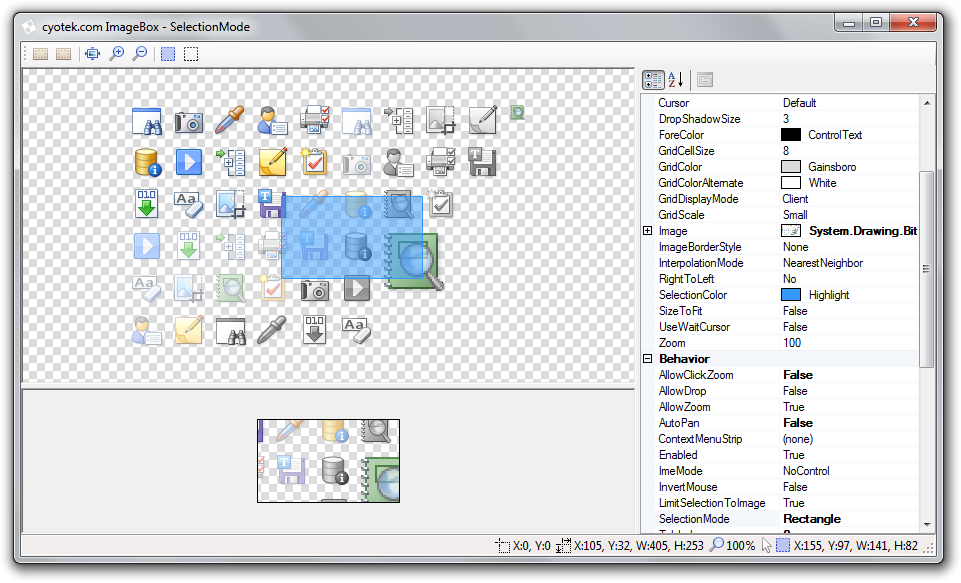 cyotek.com ImageBox - SelectionMode
Cursor Default
DropShadowSize 3
ForeColor ControlText
GridCellSize 8
GridColor Gainsboro
GridColorAlternate White
GridDisplayMode Client
GridScale Small
Image System.Drawing.Bit
ImageBorderStyle None
InterpolationMode NearestNeighbor
RightToLeft No
SelectionColor Highlight
SizeToFit False
UseWaitCursor False
Zoom 100
Behavior
AllowClickZoom False
AllowDrop False
AllowZoom True
AutoPan False
ContextMenuStrip (none)
Enabled True
ImeMode NoControl
InvertMouse False
LimitSelectionToImage True
SelectionMode Rectangle
X:0, Y:0 X:105, Y:32, W:405, H:253 100% X:155, Y:97, W:141, H:82